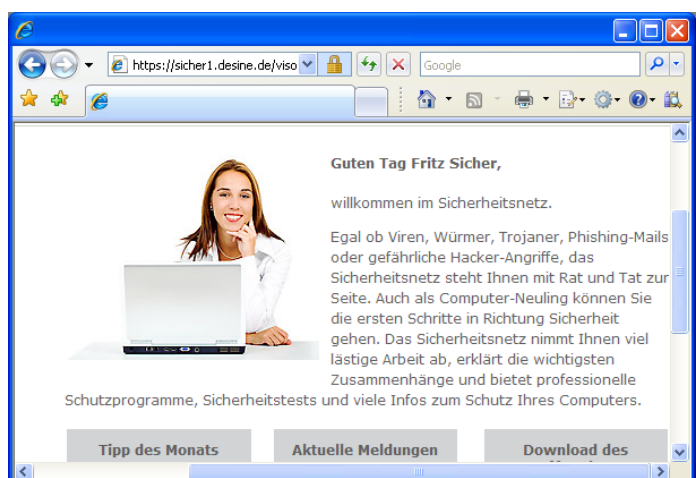 https://sicher1.desine.de/viso
Google
Guten Tag Fritz Sicher,
willkommen im Sicherheitsnetz.
Egal ob Viren, Würmer, Trojaner, Phishing-Mails
oder gefährliche Hacker-Angriffe, das
Sicherheitsnetz steht Ihnen mit Rat und Tat zur
Seite. Auch als Computer-Neuling können Sie
die ersten Schritte in Richtung Sicherheit
gehen. Das Sicherheitsnetz nimmt Ihnen viel
lästige Arbeit ab, erklärt die wichtigsten
Zusammenhänge und bietet professionelle
Schutzprogramme, Sicherheitstests und viele Infos zum Schutz Ihres Computers.
Tipp des Monats
Aktuelle Meldungen
Download des